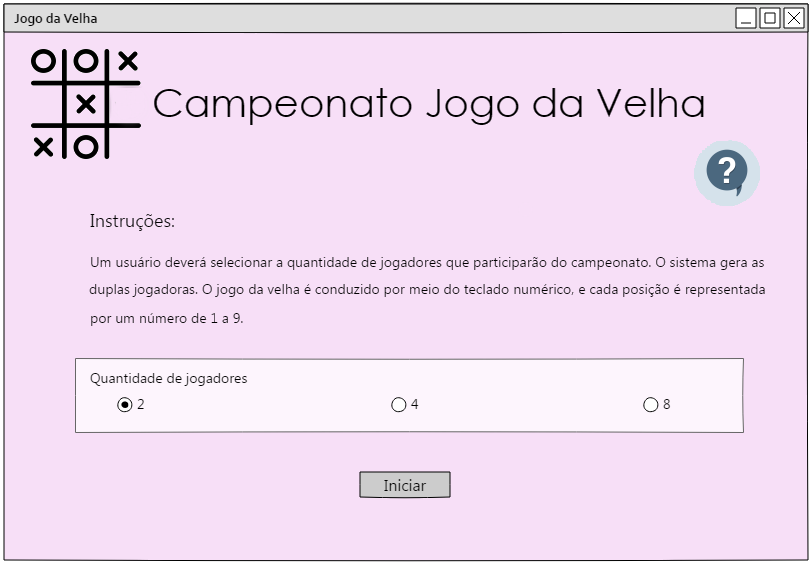 Jogo da Velha
Campeonato Jogo da Velha
?
Instruções:
Um usuário deverá selecionar a quantidade de jogadores que participarão do campeonato. O sistema gera as
duplas jogadoras. O jogo da velha é conduzido por meio do teclado numérico, e cada posição é representada
por um número de 1 a 9.
Quantidade de jogadores
2 4 8
Iniciar